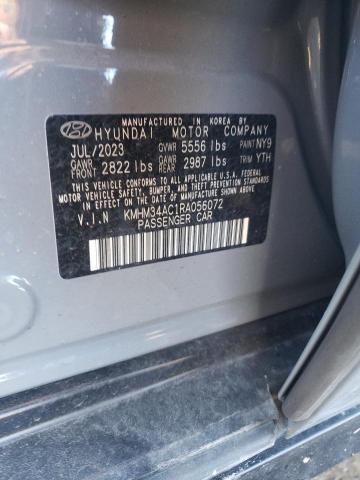 MANUFACTURED IN KOREA BY
HYUNDAI MOTOR COMPANY
JUL/2023 GVWR 5556 lbs PAINT NY9
GAWR FRONT 2822 lbs GAWR REAR 2987 lbs TRIM YTH
THIS VEHICLE CONFORMS TO ALL APPLICABLE U.S. FEDERAL
MOTOR VEHICLE SAFETY, BUMPER, AND THEFT PREVENTION
STANDARDS IN EFFECT ON THE DATE OF MANUFACTURE SHOWN ABOVE.
V.I.N KMHM34AC1RA056072
PASSENGER CAR